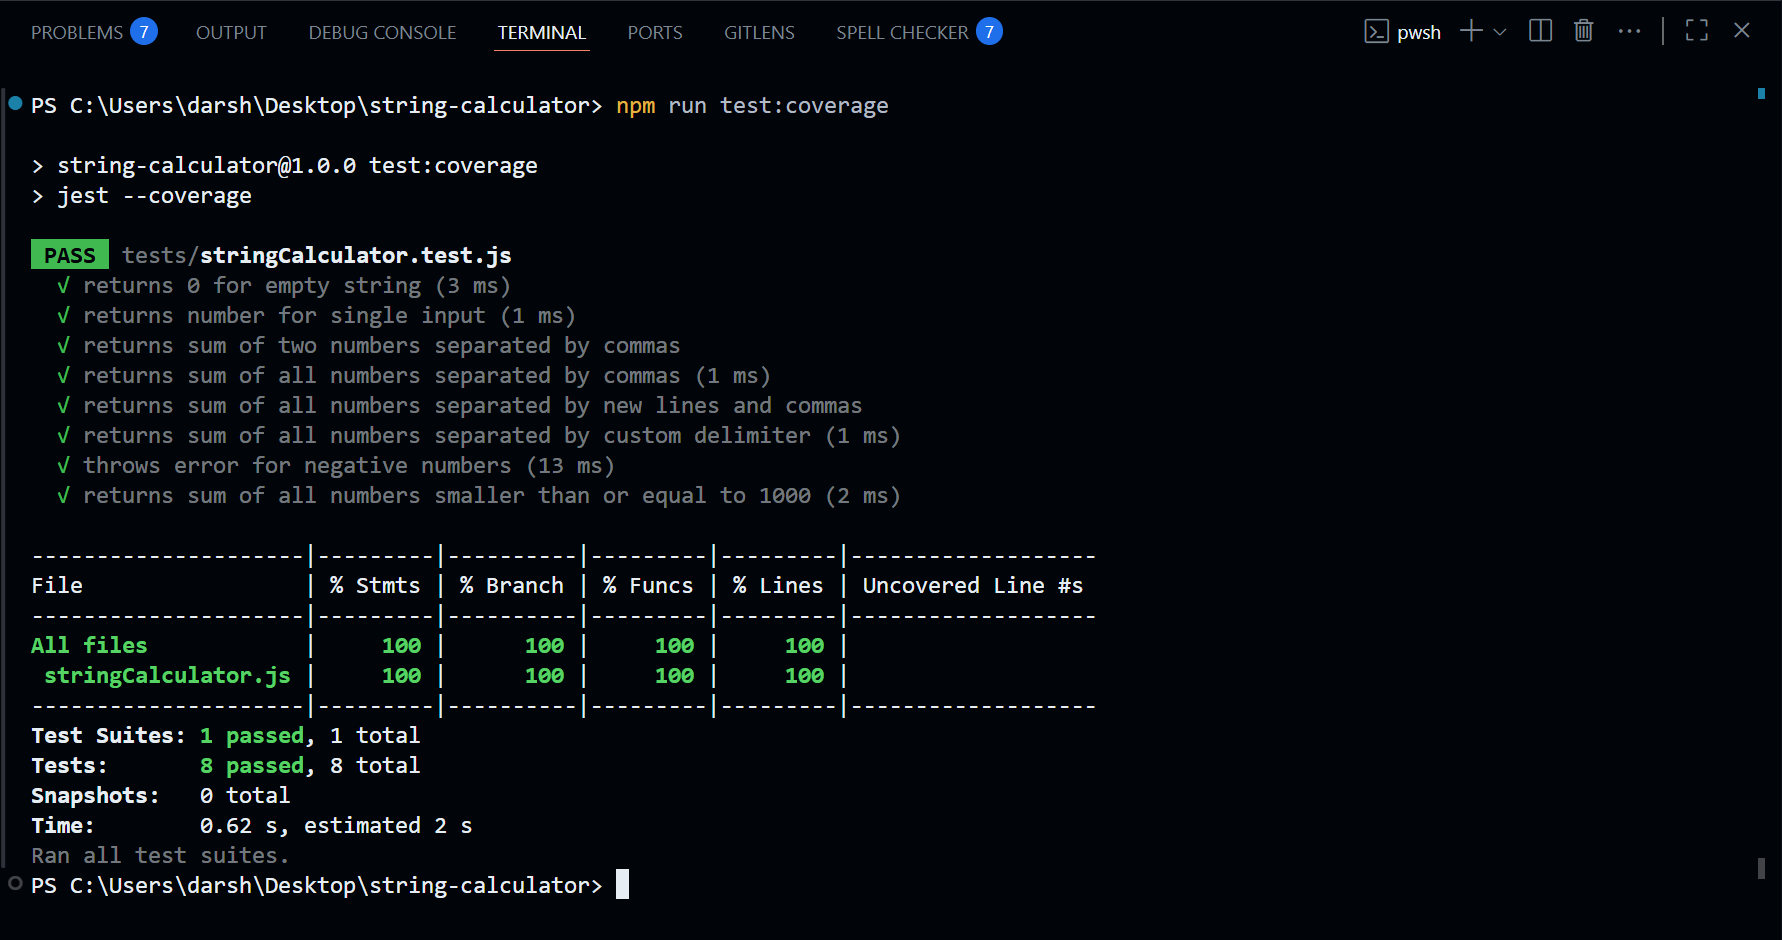 PROBLEMS 7 OUTPUT DEBUG CONSOLE TERMINAL PORTS GITLENS SPELL CHECKER 7 pwsh
PS C:\Users\darsh\Desktop\string-calculator> npm run test:coverage
> string-calculator@1.0.0 test:coverage
> jest --coverage
PASS tests/stringCalculator.test.js
√ returns 0 for empty string (3 ms)
√ returns number for single input (1 ms)
√ returns sum of two numbers separated by commas
√ returns sum of all numbers separated by commas (1 ms)
√ returns sum of all numbers separated by new lines and commas
√ returns sum of all numbers separated by custom delimiter (1 ms)
√ throws error for negative numbers (13 ms)
√ returns sum of all numbers smaller than or equal to 1000 (2 ms)
---------------------|---------|----------|---------|---------|-------------------
File                 | % Stmts | % Branch | % Funcs | % Lines | Uncovered Line #s
---------------------|---------|----------|---------|---------|-------------------
All files            |     100 |      100 |     100 |     100 |
 stringCalculator.js |     100 |      100 |     100 |     100 |
---------------------|---------|----------|---------|---------|-------------------
Test Suites: 1 passed, 1 total
Tests:       8 passed, 8 total
Snapshots:   0 total
Time:        0.62 s, estimated 2 s
Ran all test suites.
PS C:\Users\darsh\Desktop\string-calculator>